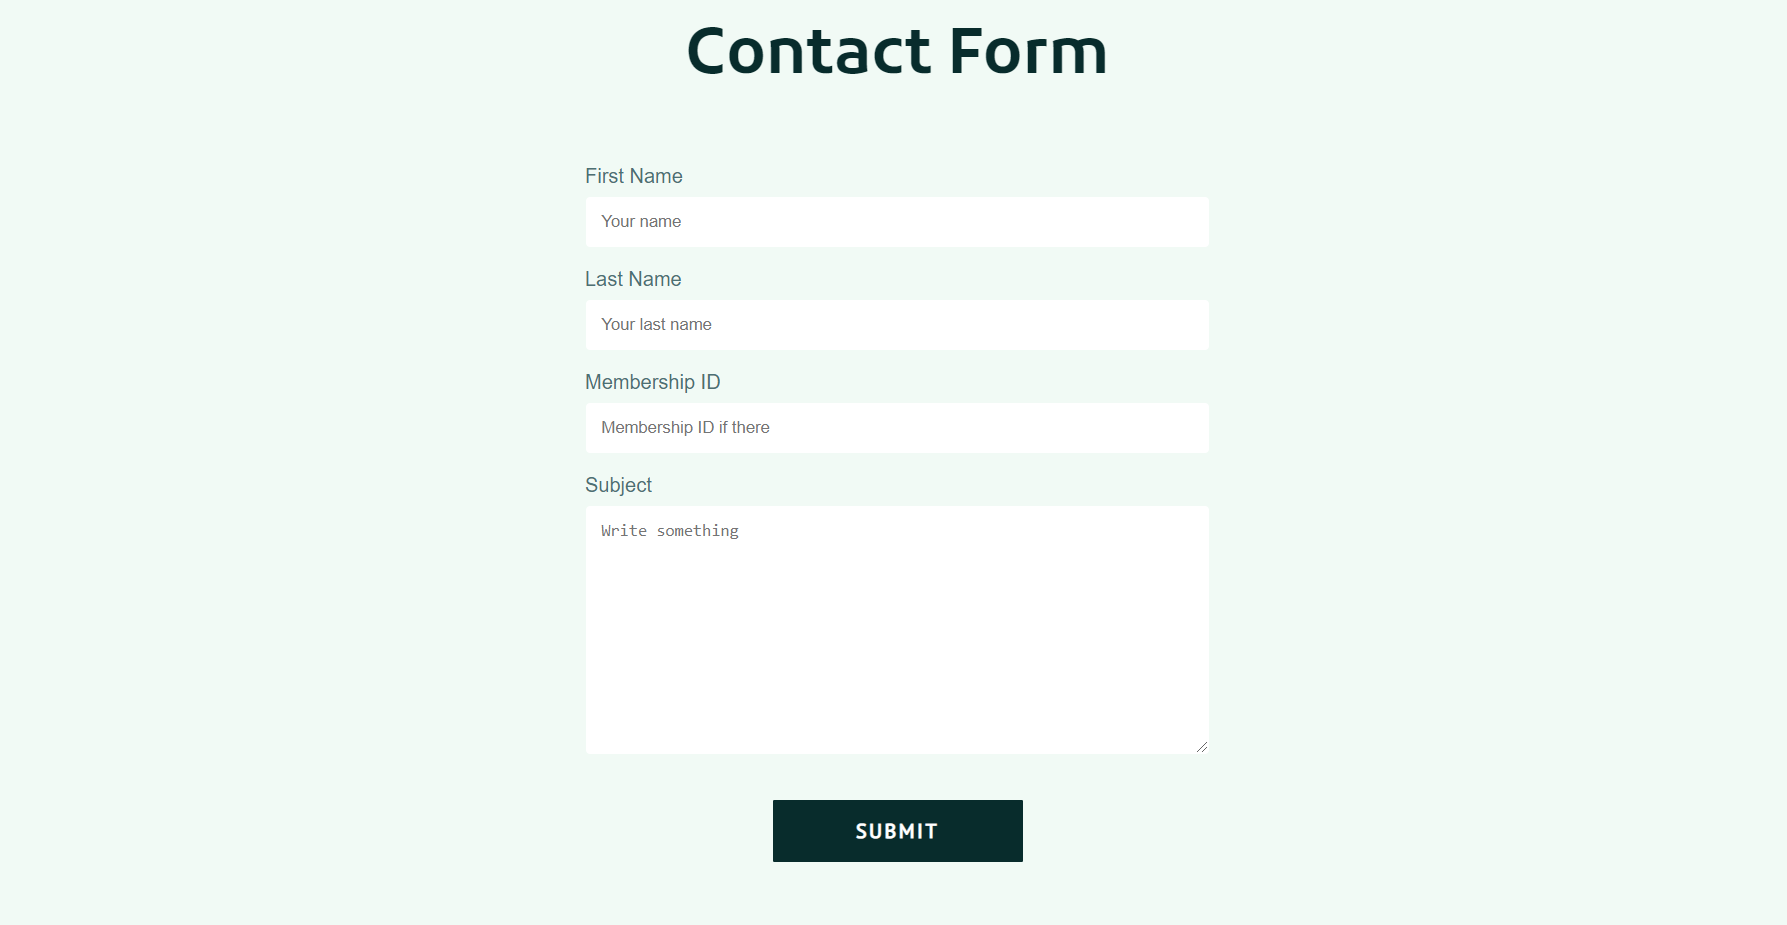 Contact Form
First Name
Your name
Last Name
Your last name
Membership ID
Membership ID if there
Subject
Write something
SUBMIT